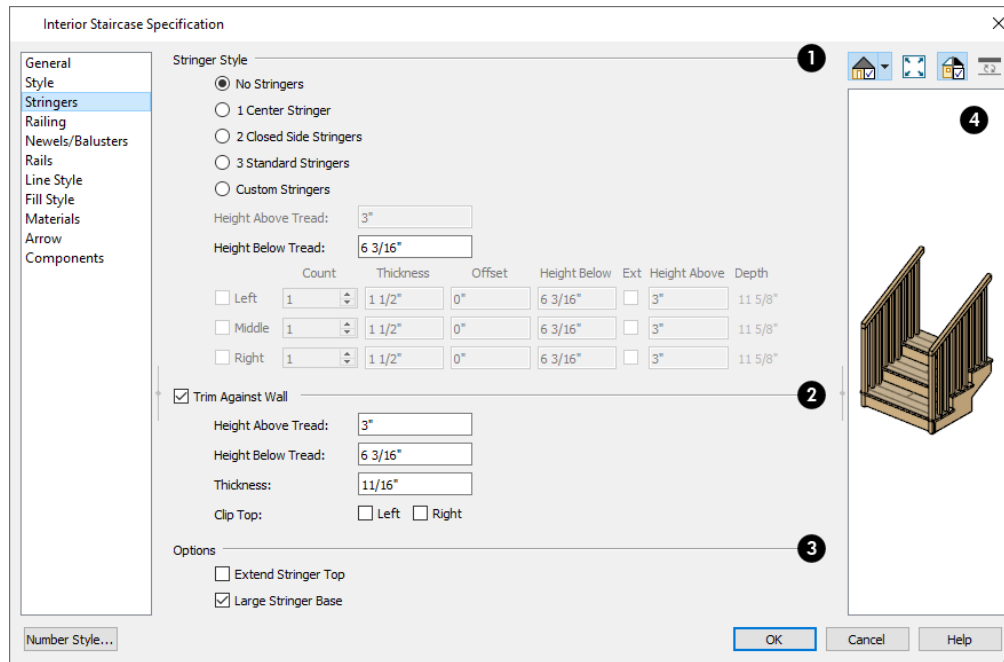 Interior Staircase Specification
General
Style
Stringers
Railing
Newels/Balusters
Rails
Line Style
Fill Style
Materials
Arrow
Components
Number Style...
Stringer Style
1
No Stringers
1 Center Stringer
2 Closed Side Stringers
3 Standard Stringers
Custom Stringers
Height Above Tread: 3"
Height Below Tread: 6 3/16"
Count Thickness Offset Height Below Ext Height Above Depth
Left 1 1 1/2" 0" 6 3/16" 3" 11 5/8"
Middle 1 1 1/2" 0" 6 3/16" 3" 11 5/8"
Right 1 1 1/2" 0" 6 3/16" 3" 11 5/8"
Trim Against Wall
2
Height Above Tread: 3"
Height Below Tread: 6 3/16"
Thickness: 11/16"
Clip Top: Left Right
Options
3
Extend Stringer Top
Large Stringer Base
4
OK Cancel Help